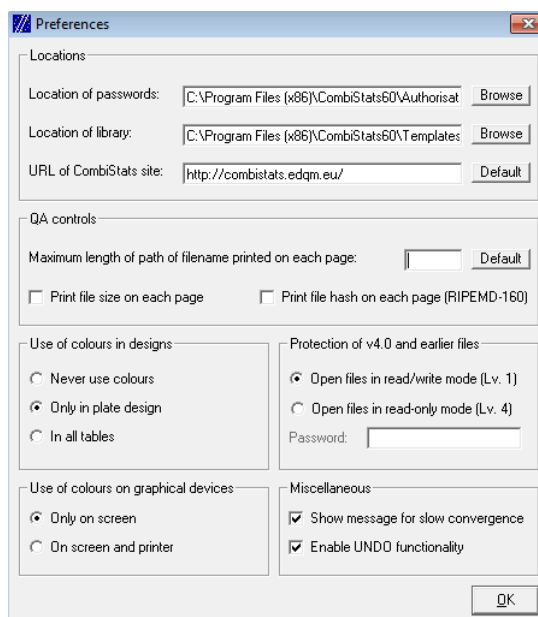 Preferences
Locations
Location of passwords: C:\Program Files (x86)\CombiStats60\Authorisat Browse
Location of library: C:\Program Files (x86)\CombiStats60\Templates Browse
URL of CombiStats site: http://combistats.edqm.eu/ Default
QA controls
Maximum length of path of filename printed on each page: Default
Print file size on each page Print file hash on each page (RIPEMD-160)
Use of colours in designs
Never use colours
Only in plate design
In all tables
Protection of v4.0 and earlier files
Open files in read/write mode (Lv. 1)
Open files in read-only mode (Lv. 4)
Password:
Use of colours on graphical devices
Only on screen
On screen and printer
Miscellaneous
Show message for slow convergence
Enable UNDO functionality
OK